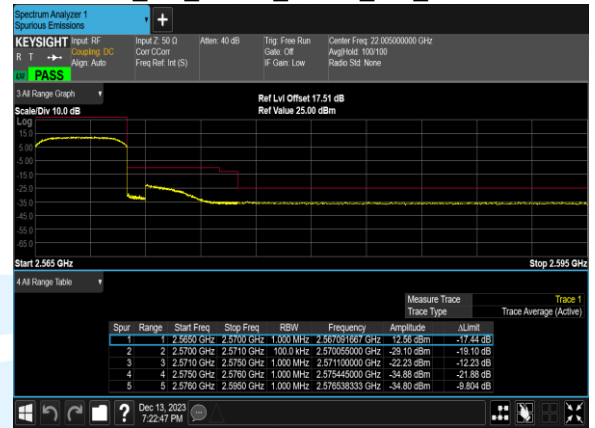 Spectrum Analyzer 1
Spurious Emissions
+
KEYSIGHT Input: RF Input Z: 50 Ω Atten: 40 dB Trig: Free Run Center Freq: 22.005000000 GHz
R T Coupling: DC Corr CCorr Gate: Off Avg|Hold: 100/100
Align: Auto Freq Ref: Int (S) IF Gain: Low Radio Std: None
PASS
3 All Range Graph
Ref Lvl Offset 17.51 dB
Scale/Div 10.0 dB Ref Value 25.00 dBm
Log
15.0
5.00
-5.00
-15.0
-25.0
-35.0
-45.0
-55.0
-65.0
Start 2.565 GHz Stop 2.595 GHz
4 All Range Table
Measure Trace Trace 1
Trace Type Trace Average (Active)
Spur Range Start Freq Stop Freq RBW Frequency Amplitude ΔLimit
1 1 2.5650 GHz 2.5700 GHz 1.000 MHz 2.567091667 GHz 12.56 dBm -17.44 dB
2 2 2.5700 GHz 2.5710 GHz 100.0 kHz 2.570055000 GHz -29.10 dBm -19.10 dB
3 3 2.5710 GHz 2.5750 GHz 1.000 MHz 2.571100000 GHz -22.23 dBm -12.23 dB
4 4 2.5750 GHz 2.5760 GHz 1.000 MHz 2.575445000 GHz -34.88 dBm -21.88 dB
5 5 2.5760 GHz 2.5950 GHz 1.000 MHz 2.576538333 GHz -34.80 dBm -9.804 dB
? Dec 13, 2023
7:22:47 PM